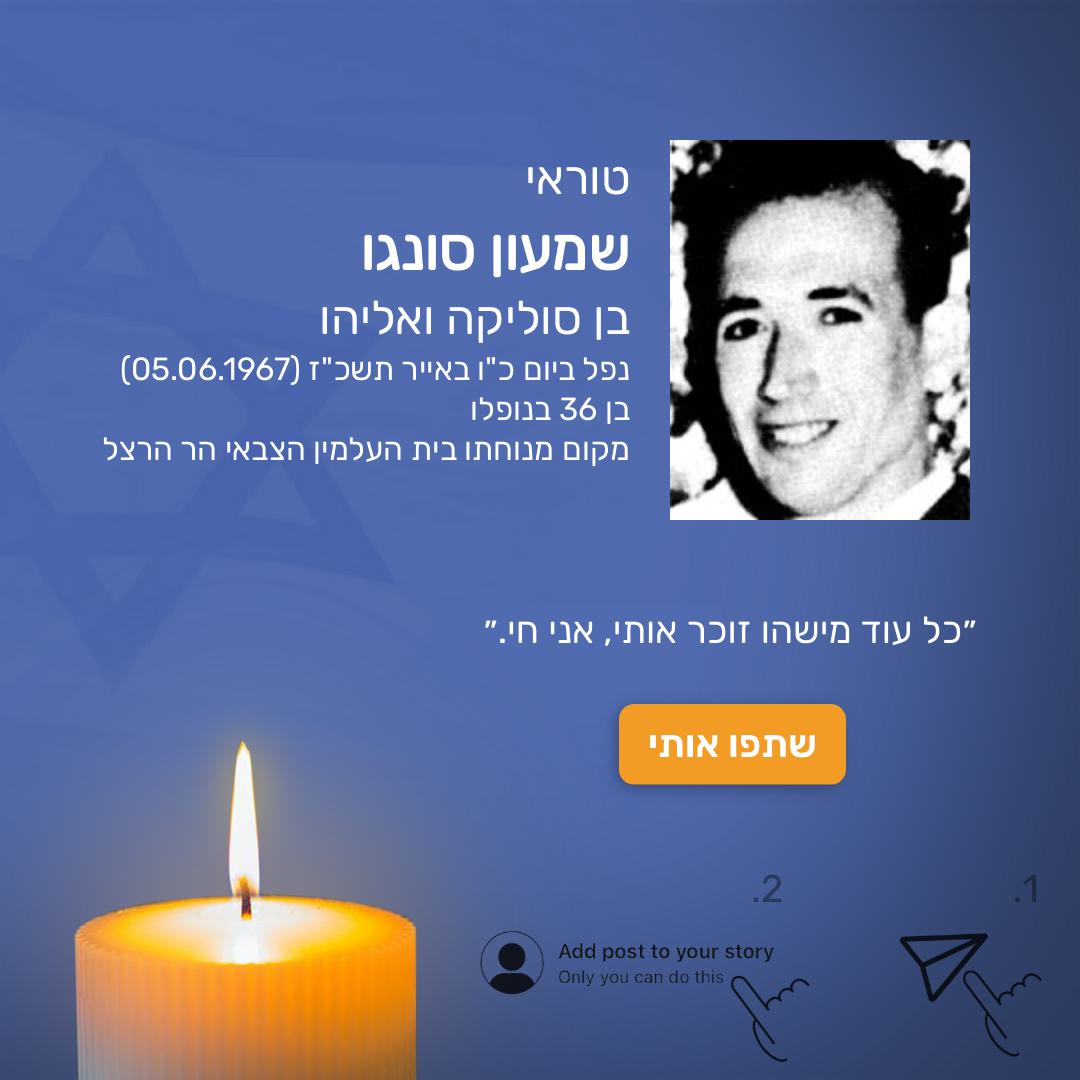 טוראי
שמעון סונגו
בן סוליקה ואליהו
נפל ביום כ"ו באייר תשכ"ז (05.06.1967)
בן 36 בנופלו
מקום מנוחתו בית העלמין הצבאי הר הרצל
״כל עוד מישהו זוכר אותי, אני חי.״
שתפו אותי
.1
.2
Add post to your story
Only you can do this